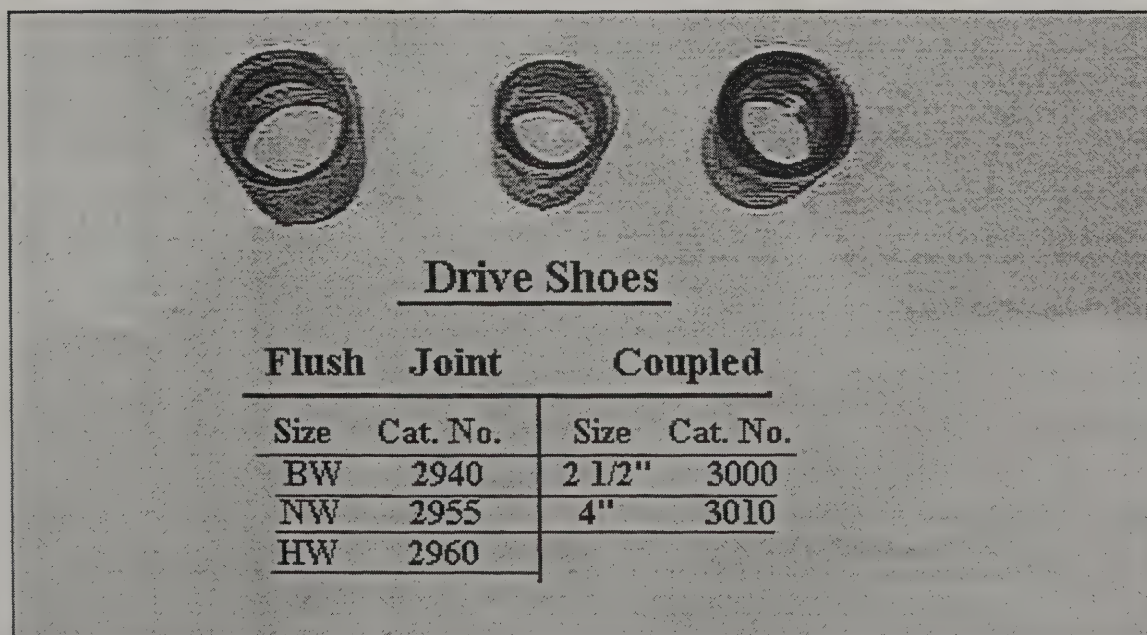 Drive Shoes
Flush Joint Coupled
Size Cat. No. Size Cat. No.
BW 2940 2 1/2" 3000
NW 2955 4" 3010
HW 2960